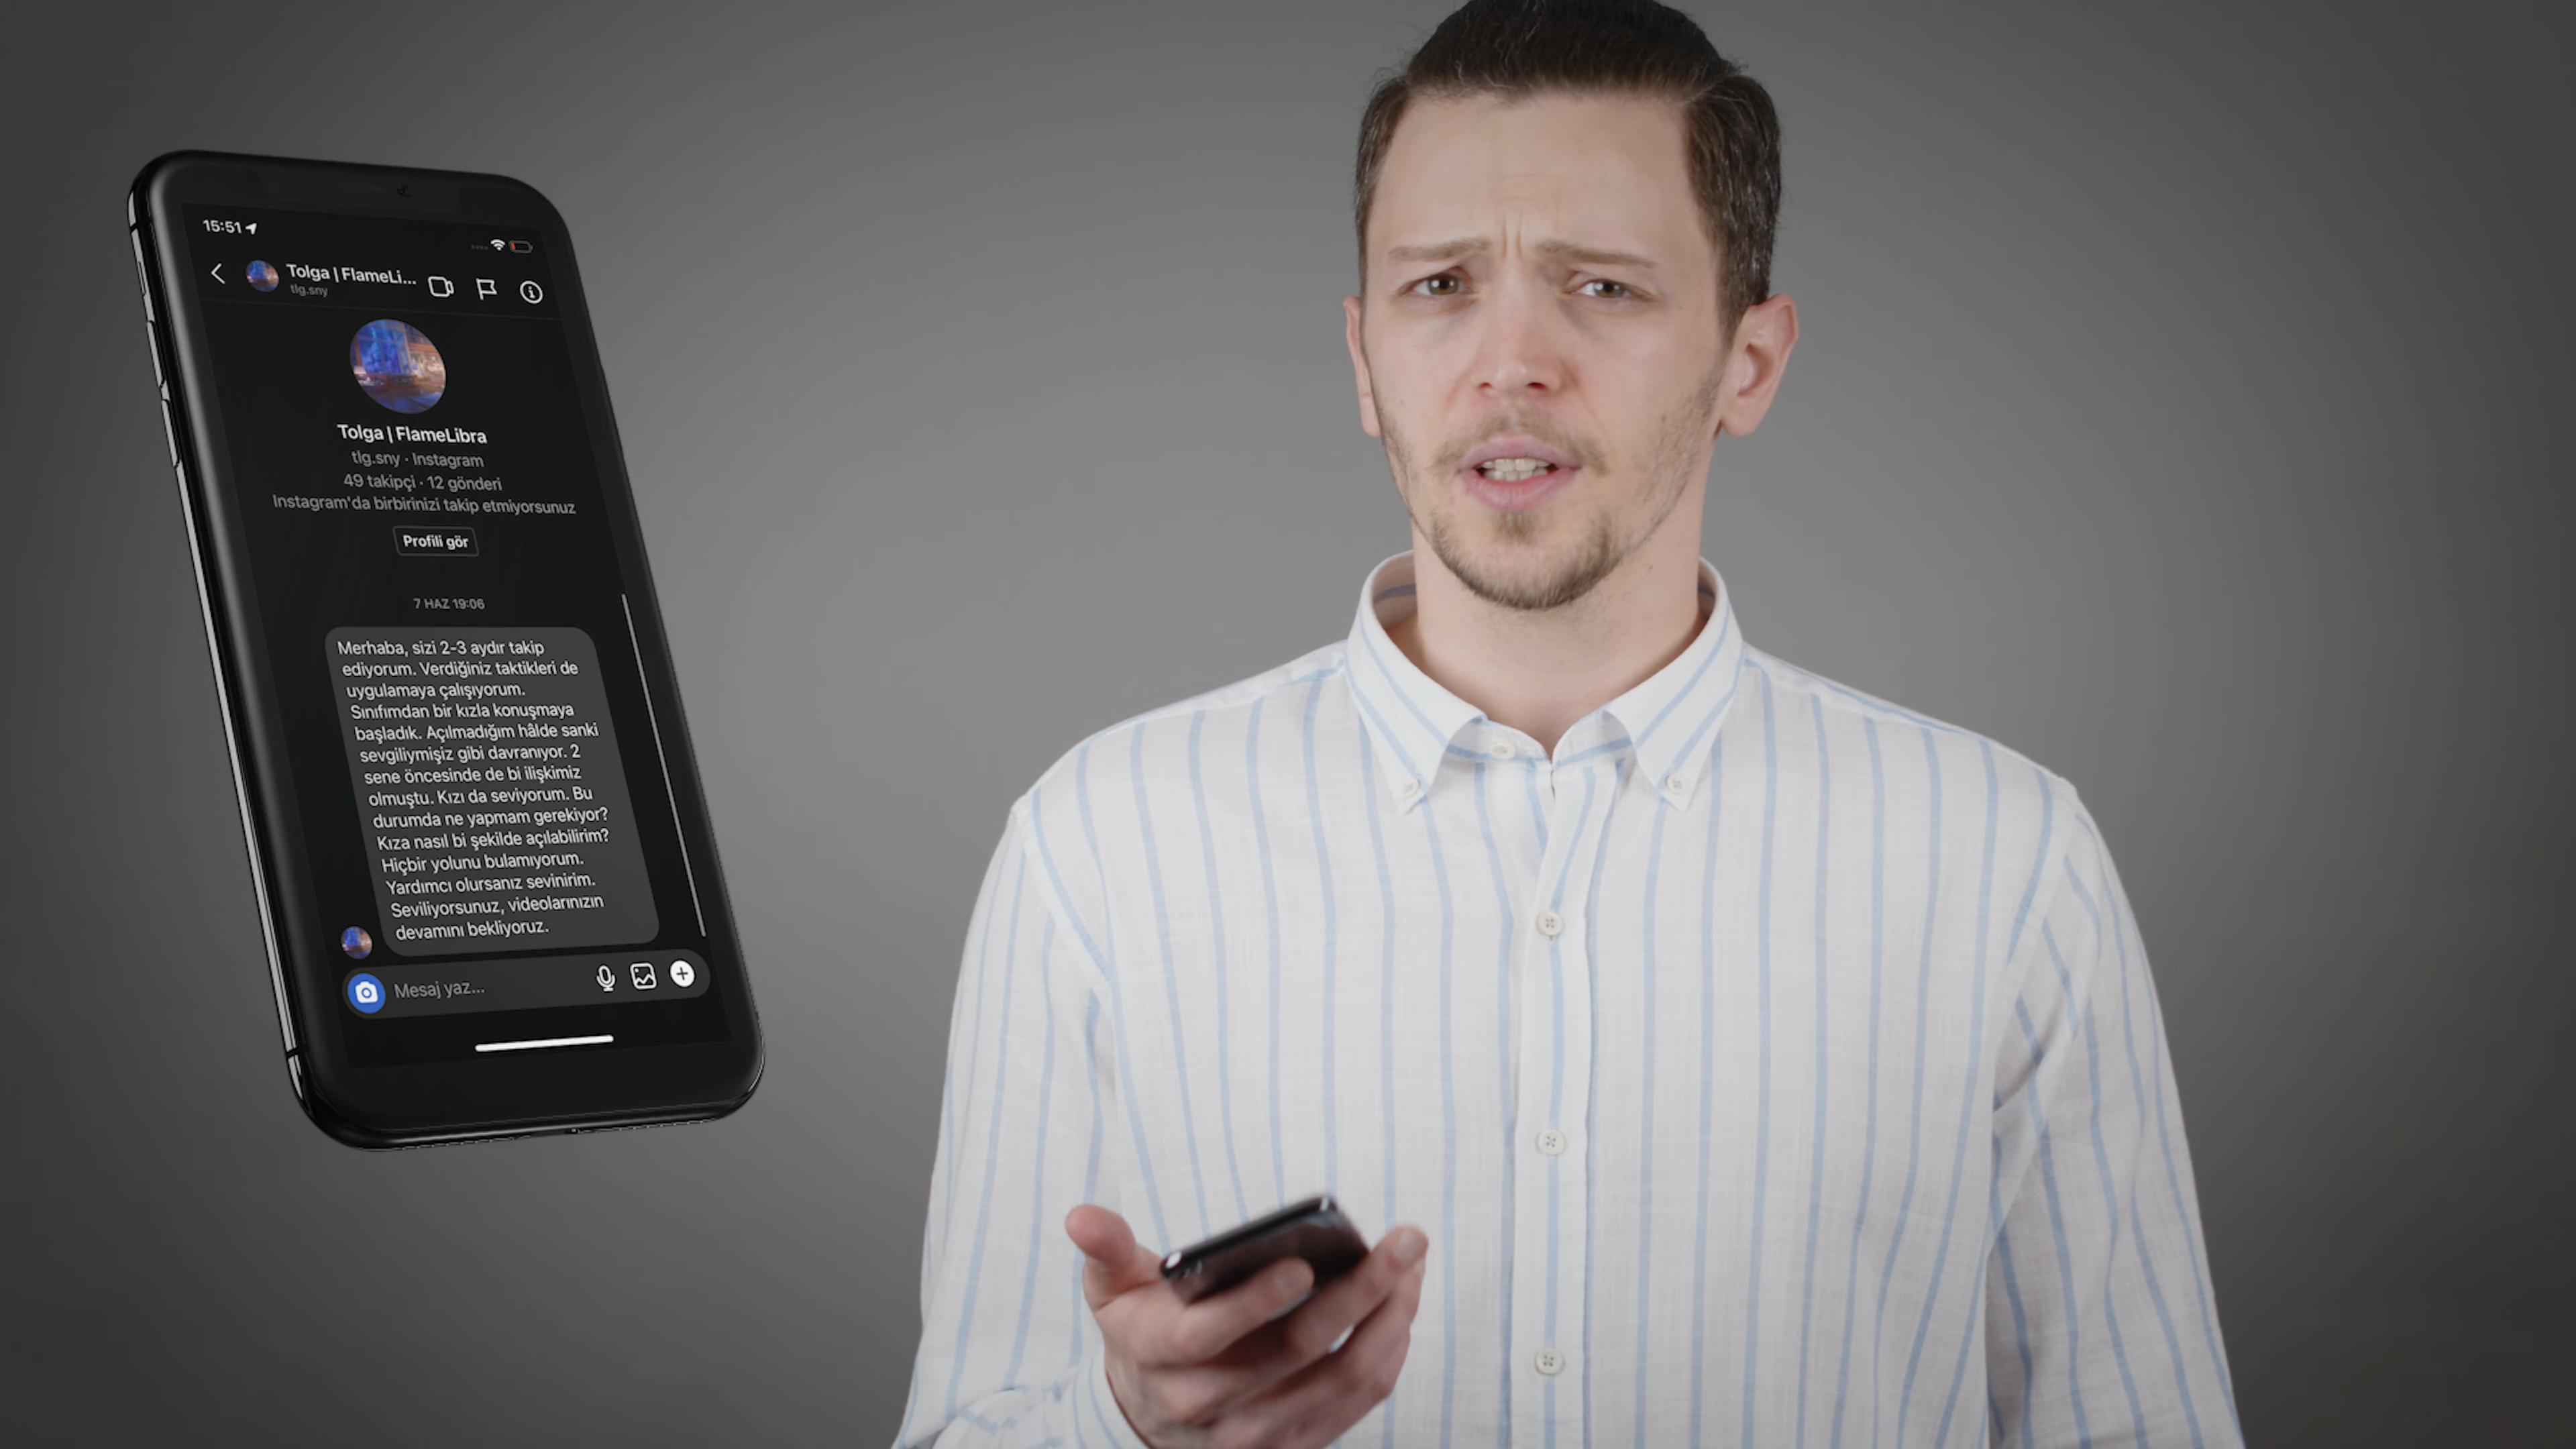 15:51
Tolga | FlameLi...
tlg.sny
Tolga | FlameLibra
tlg.sny · Instagram
49 takipçi · 12 gönderi
Instagram'da birbirinizi takip etmiyorsunuz
Profili gör
7 HAZ 19:06
Merhaba, sizi 2-3 aydır takip
ediyorum. Verdiğiniz taktikleri de
uygulamaya çalışıyorum.
Sınıfımdan bir kızla konuşmaya
başladık. Açılmadığım hâlde sanki
sevgiliymişiz gibi davranıyor. 2
sene öncesinde de bi ilişkimiz
olmuştu. Kızı da seviyorum. Bu
durumda ne yapmam gerekiyor?
Kıza nasıl bi şekilde açılabilirim?
Hiçbir yolunu bulamıyorum.
Yardımcı olursanız sevinirim.
Seviliyorsunuz, videolarınızın
devamını bekliyoruz.
Mesaj yaz...